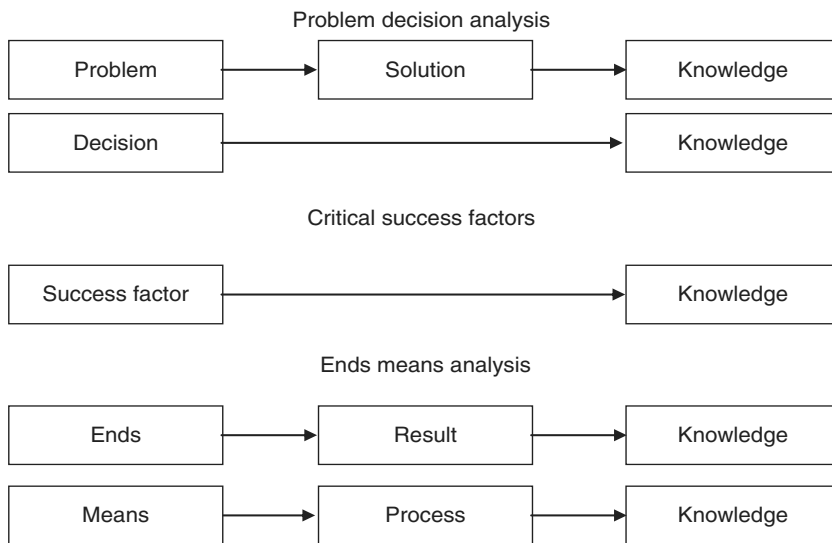 Problem decision analysis
Problem Solution Knowledge
Decision Knowledge
Critical success factors
Success factor Knowledge
Ends means analysis
Ends Result Knowledge
Means Process Knowledge